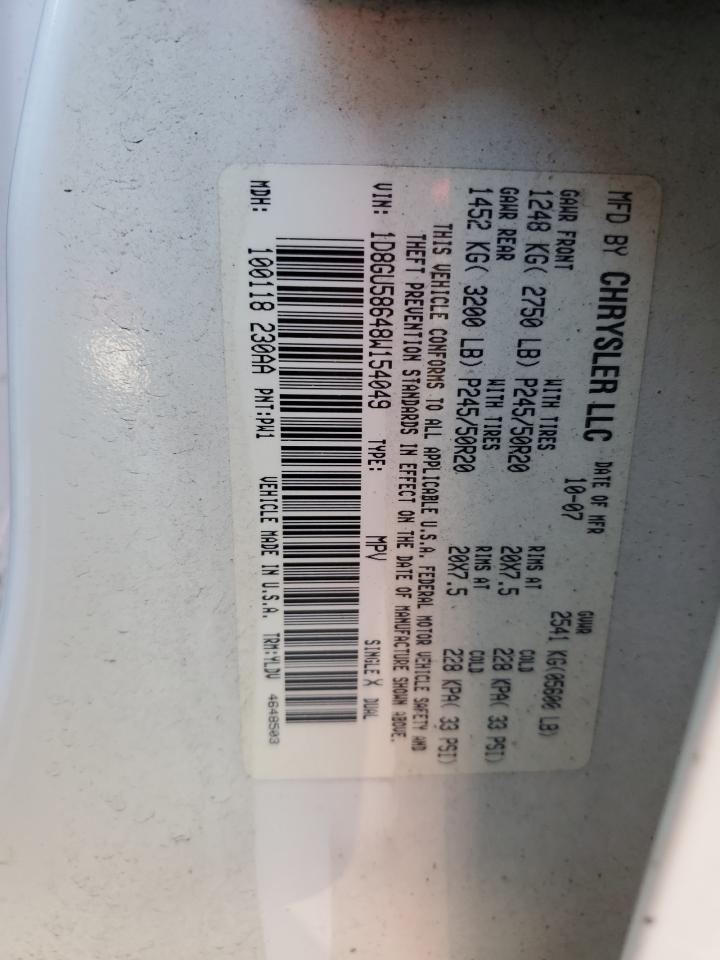 MFD BY CHRYSLER LLC DATE OF MFR GVWR
10-07 2541 KG(05600 LB)
GAWR FRONT WITH TIRES RIMS AT COLD
1248 KG( 2750 LB) P245/50R20 20X7.5 228 KPA( 33 PSI)
GAWR REAR WITH TIRES RIMS AT COLD
1452 KG( 3200 LB) P245/50R20 20X7.5 228 KPA( 33 PSI)
THIS VEHICLE CONFORMS TO ALL APPLICABLE U.S.A. FEDERAL MOTOR VEHICLE SAFETY AND
THEFT PREVENTION STANDARDS IN EFFECT ON THE DATE OF MANUFACTURE SHOWN ABOVE.
VIN: 1D8GU58648W154049 TYPE: MPV SINGLE X DUAL
MDH: 100118 230AA PNT:PW1 VEHICLE MADE IN U.S.A. TRM:YLDV 4648503